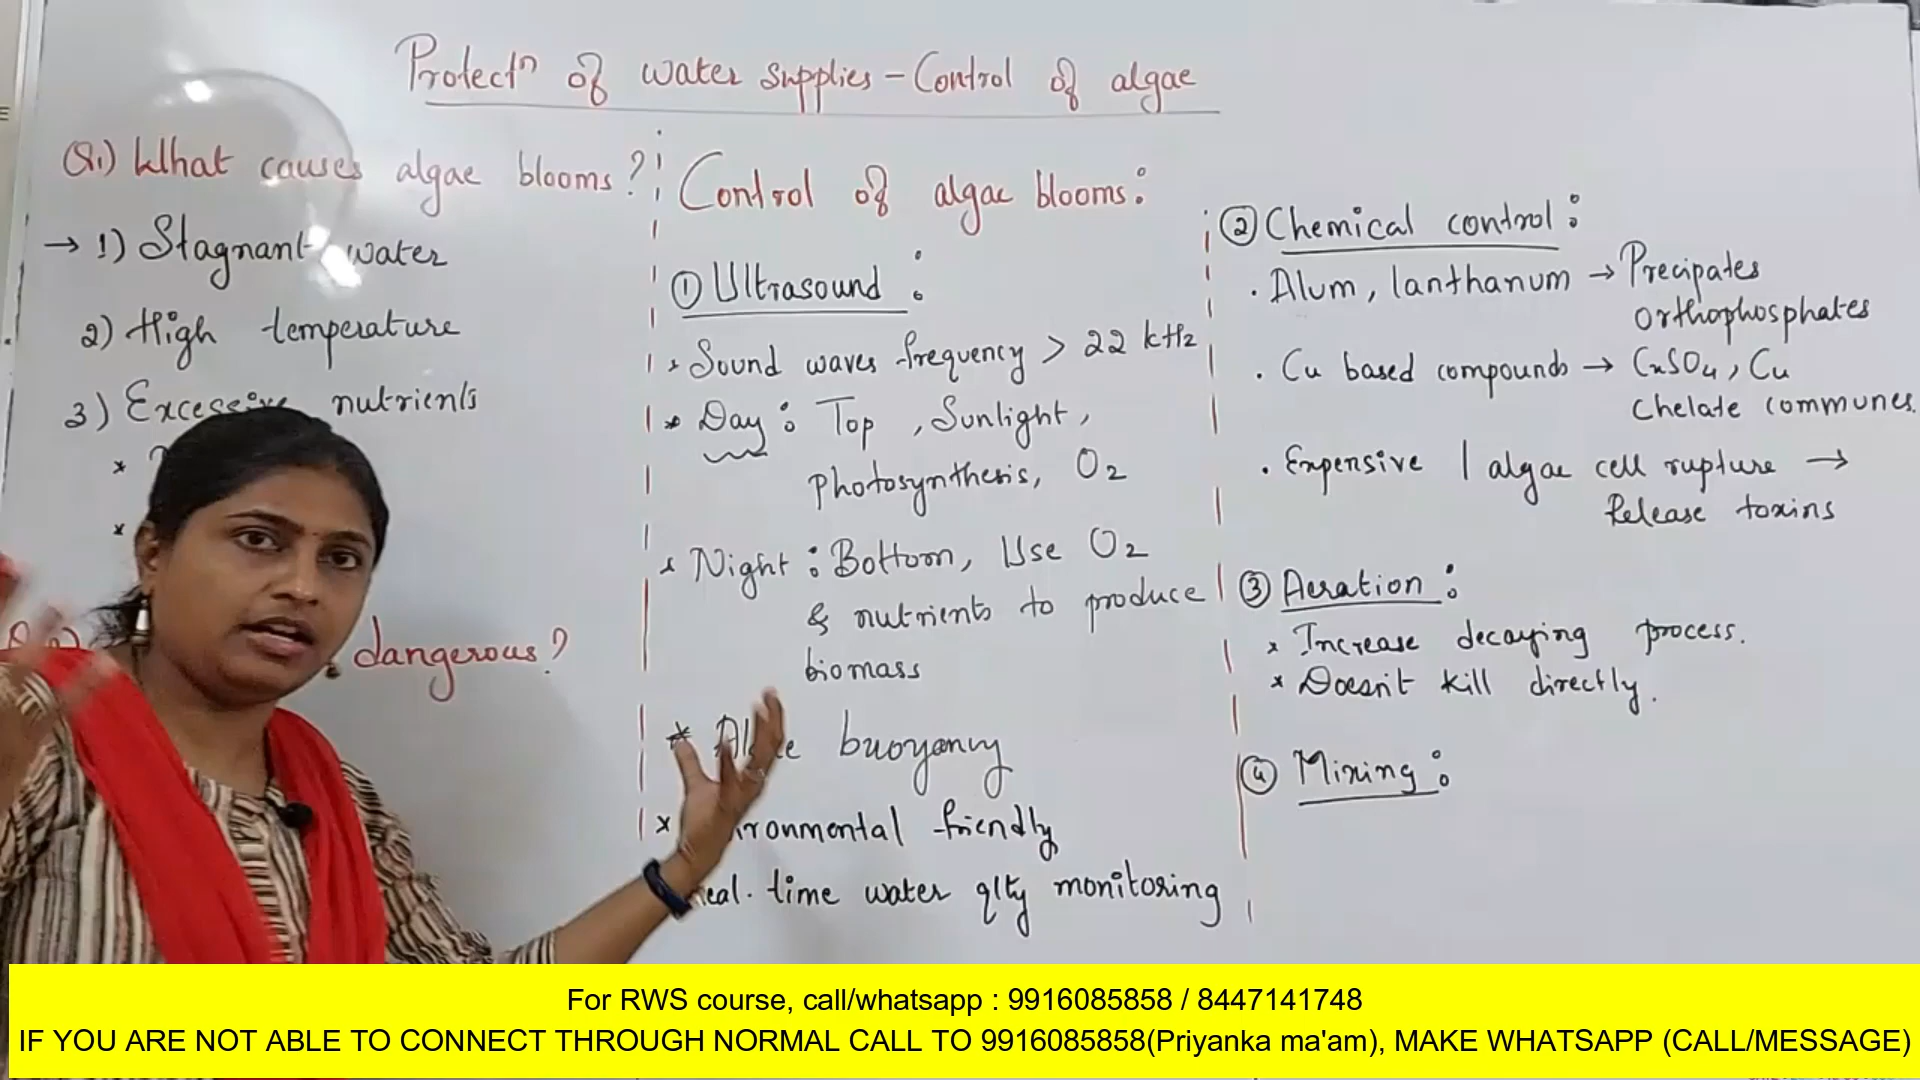 Protectn of water supplies - Control of algae
Q.1) What causes algae blooms?
→ 1) Stagnant water
2) High temperature
3) Excessive nutrients
*
*
dangerous?
Control of algae blooms:
① Ultrasound :
* Sound waves frequency > 22 kHz
* Day : Top , Sunlight,
photosynthesis, O2
* Night : Bottom, Use O2
& nutrients to produce
biomass
* buoyancy
* friendly
time water qlty monitoring
② Chemical control :
. Alum, lanthanum → Precipates
orthophosphates
. Cu based compounds → CuSO4, Cu
Chelate communes.
. Expensive | algae cell rupture →
Release toxins
③ Aeration :
* Increase decaying process.
* Doesn't kill directly.
④ Mixing :
For RWS course, call/whatsapp : 9916085858 / 8447141748
IF YOU ARE NOT ABLE TO CONNECT THROUGH NORMAL CALL TO 9916085858(Priyanka ma'am), MAKE WHATSAPP (CALL/MESSAGE)